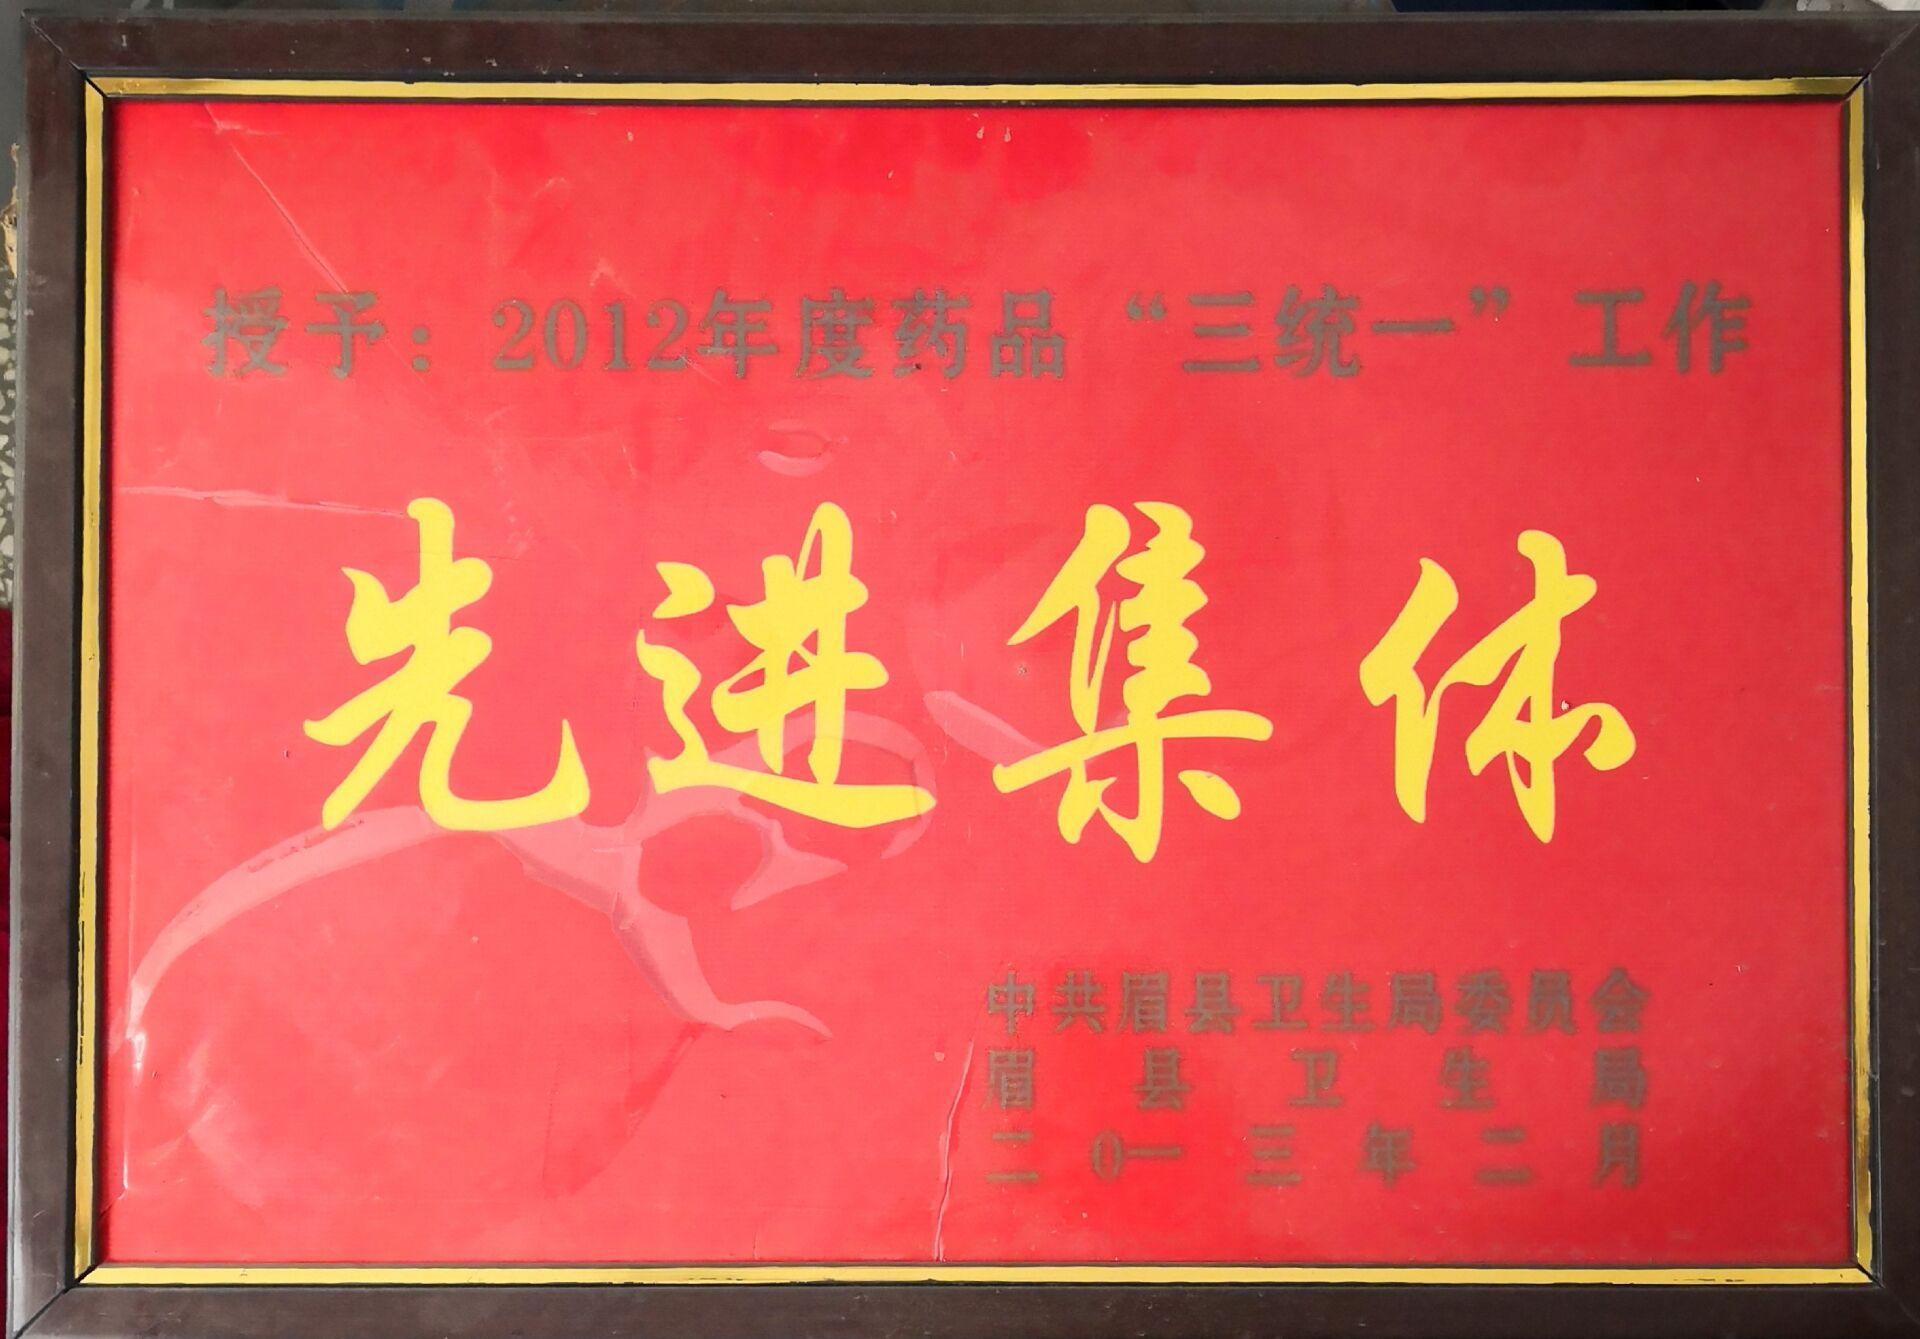 授予：2012年度药品“三统一”工作
先进集体
中共眉县卫生局委员会
眉县卫生局
二0一三年二月